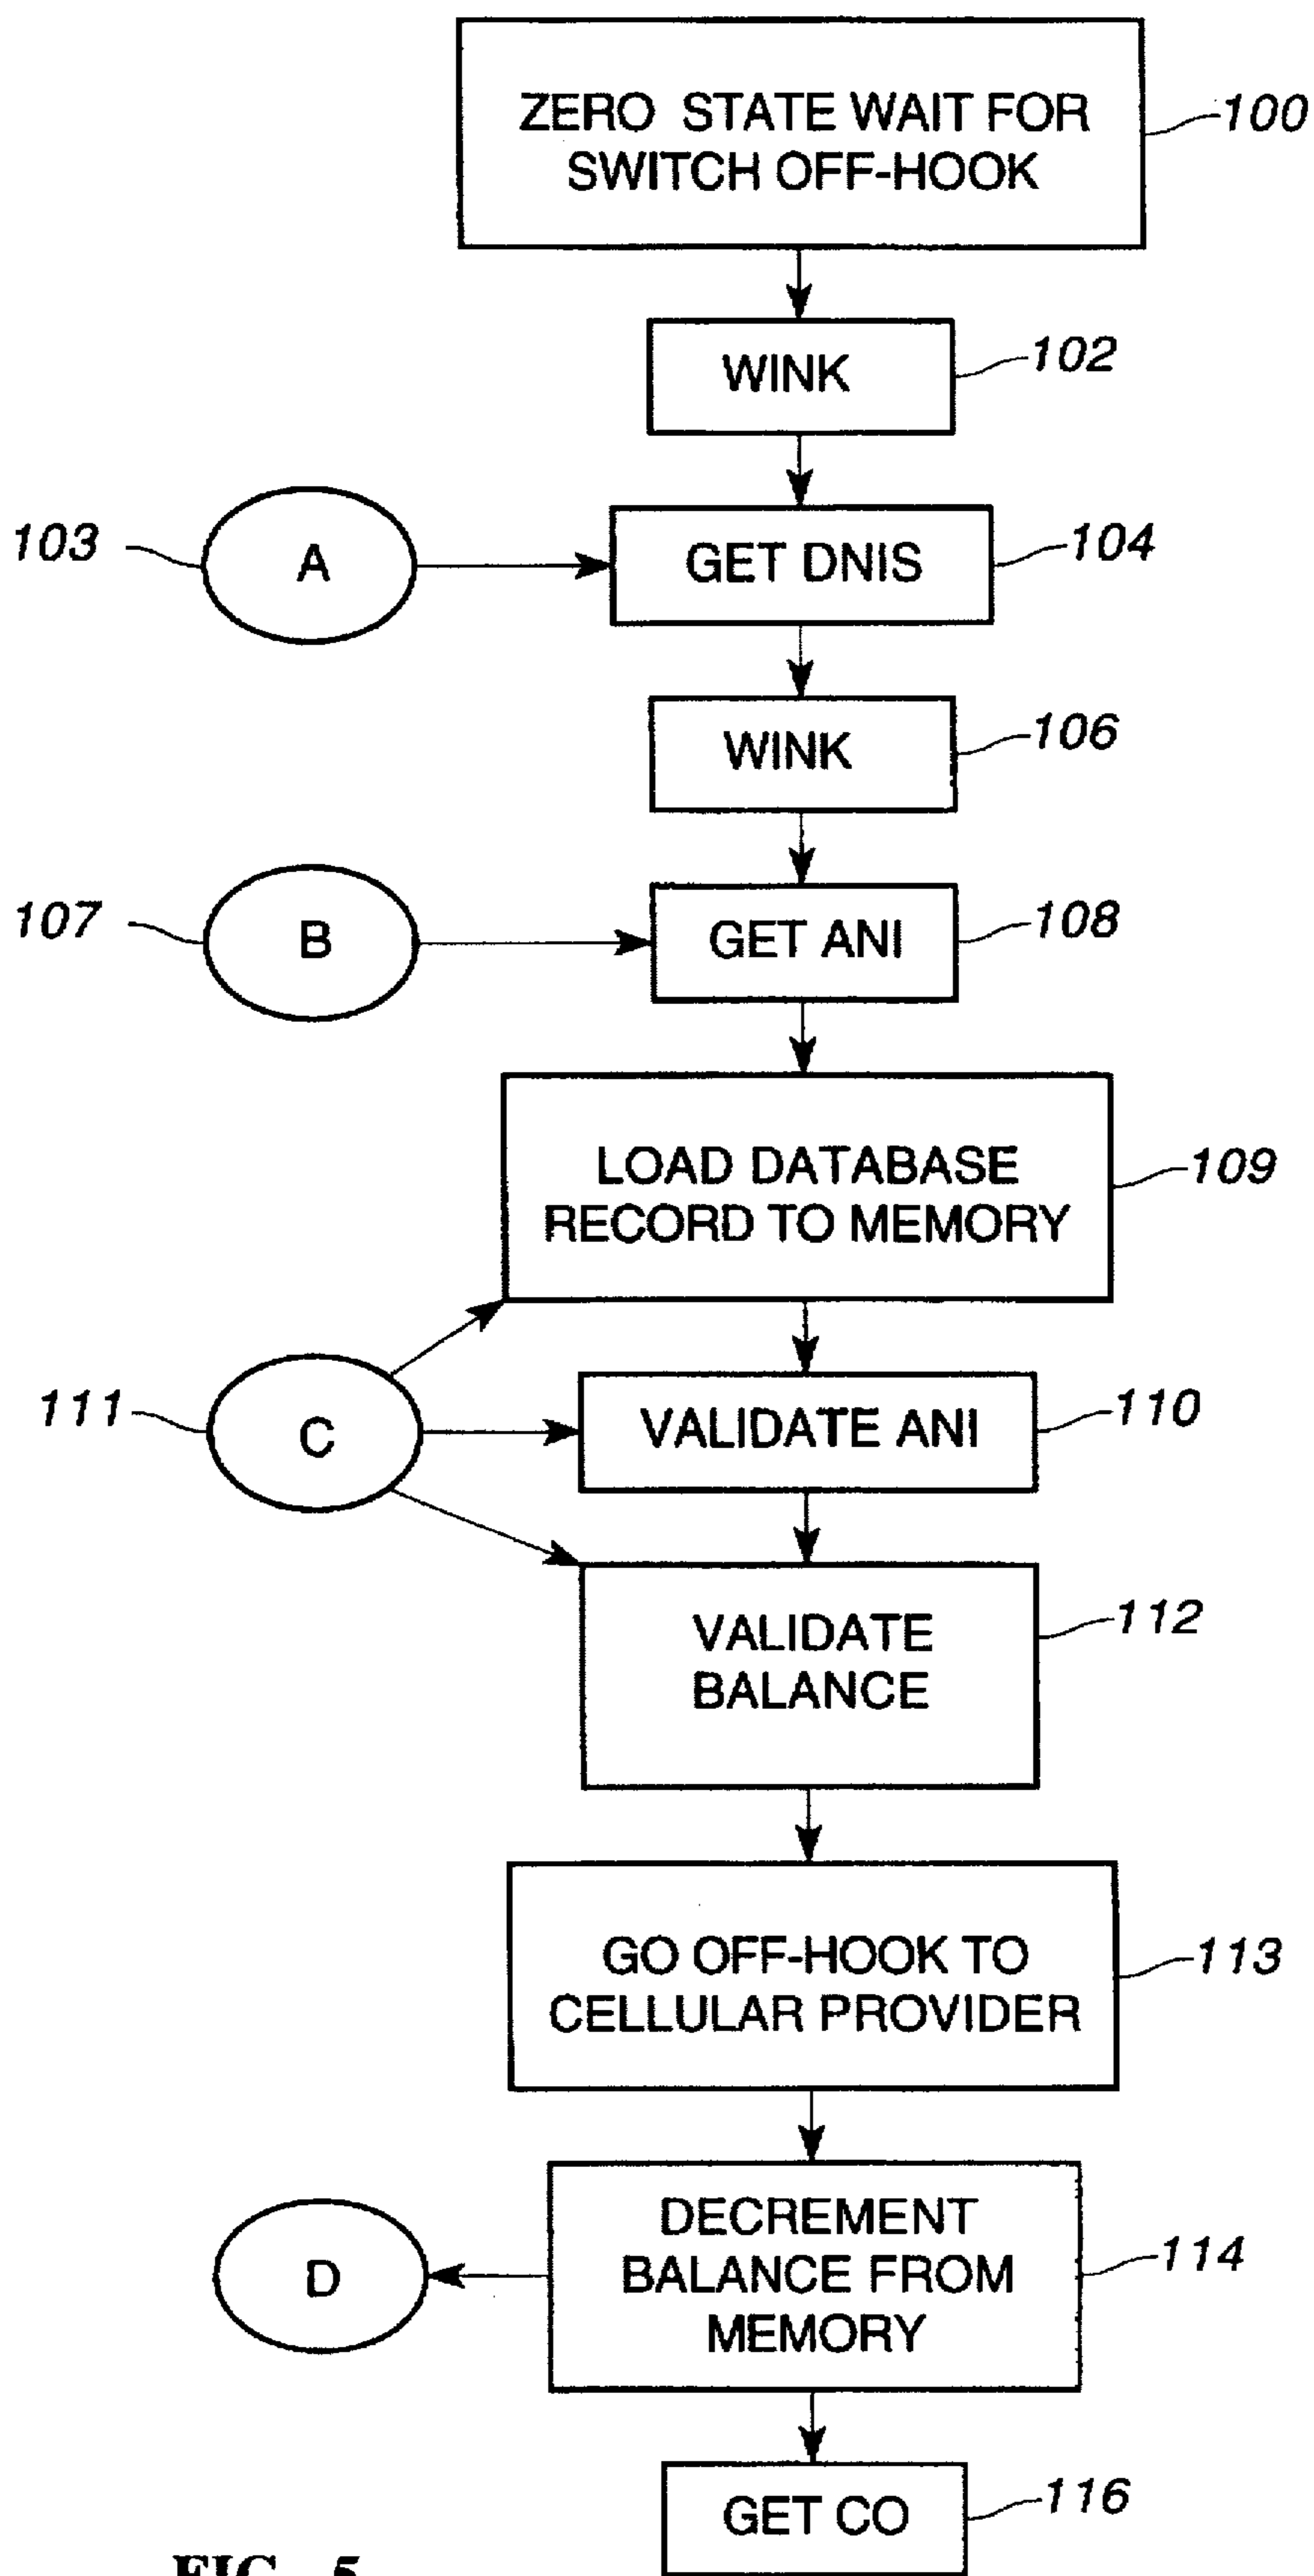 ZERO STATE WAIT FOR
SWITCH OFF-HOOK
100
WINK
102
103
A
GET DNIS
104
WINK
106
107
B
GET ANI
108
LOAD DATABASE
RECORD TO MEMORY
109
111
C
VALIDATE ANI
110
VALIDATE
BALANCE
112
GO OFF-HOOK TO
CELLULAR PROVIDER
113
D
DECREMENT
BALANCE FROM
MEMORY
114
GET CO
116
FIG. 5